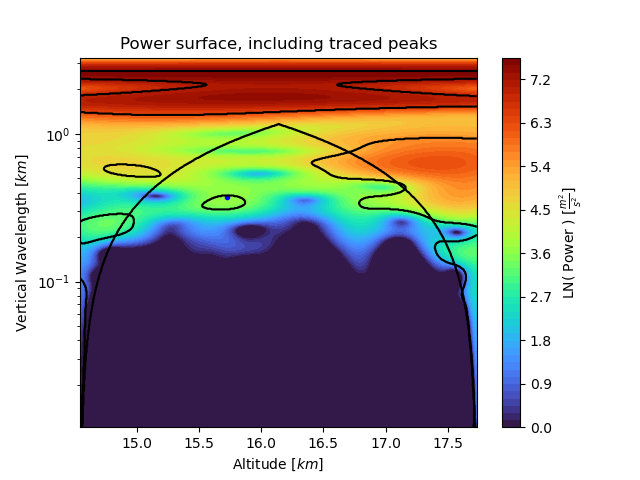 Power surface, including traced peaks
Vertical Wavelength [km]
10⁰
10⁻¹
15.0 15.5 16.0 16.5 17.0 17.5
Altitude [km]
7.2
6.3
5.4
4.5
3.6
2.7
1.8
0.9
0.0
LN( Power ) [m²/s²]